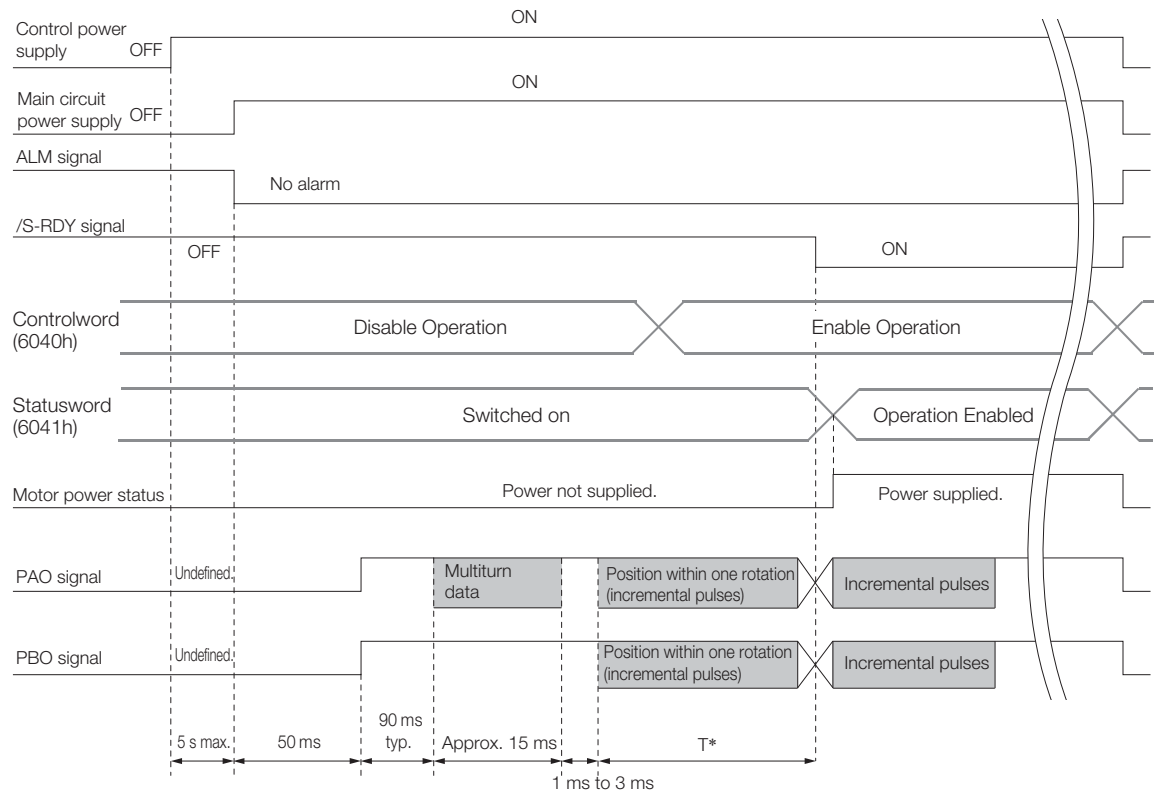 ON
Control power
supply OFF
ON
Main circuit
power supply OFF
ALM signal
No alarm
/S-RDY signal
OFF
ON
Controlword
(6040h)
Disable Operation
Enable Operation
Statusword
(6041h)
Switched on
Operation Enabled
Motor power status
Power not supplied.
Power supplied.
PAO signal
Undefined.
Multiturn
data
Position within one rotation
(incremental pulses)
Incremental pulses
PBO signal
Undefined.
Position within one rotation
(incremental pulses)
Incremental pulses
5 s max.
50 ms
90 ms
typ.
Approx. 15 ms
T*
1 ms to 3 ms